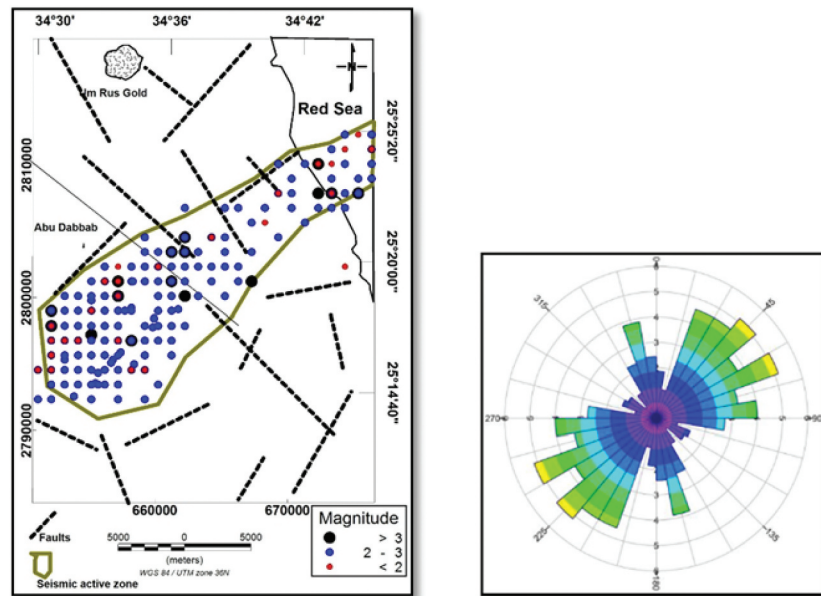 34°30' 34°36' 34°42'
Um Rus Gold
N
Red Sea
25°25'20"
2810000
Abu Dabbab
25°20'00"
2800000
25°14'40"
2790000
660000 670000
Faults
5000 0 5000
(meters)
WGS 84 / UTM zone 36N
Seismic active zone
Magnitude
> 3
2 - 3
< 2
315 45
270 90
225 135
180